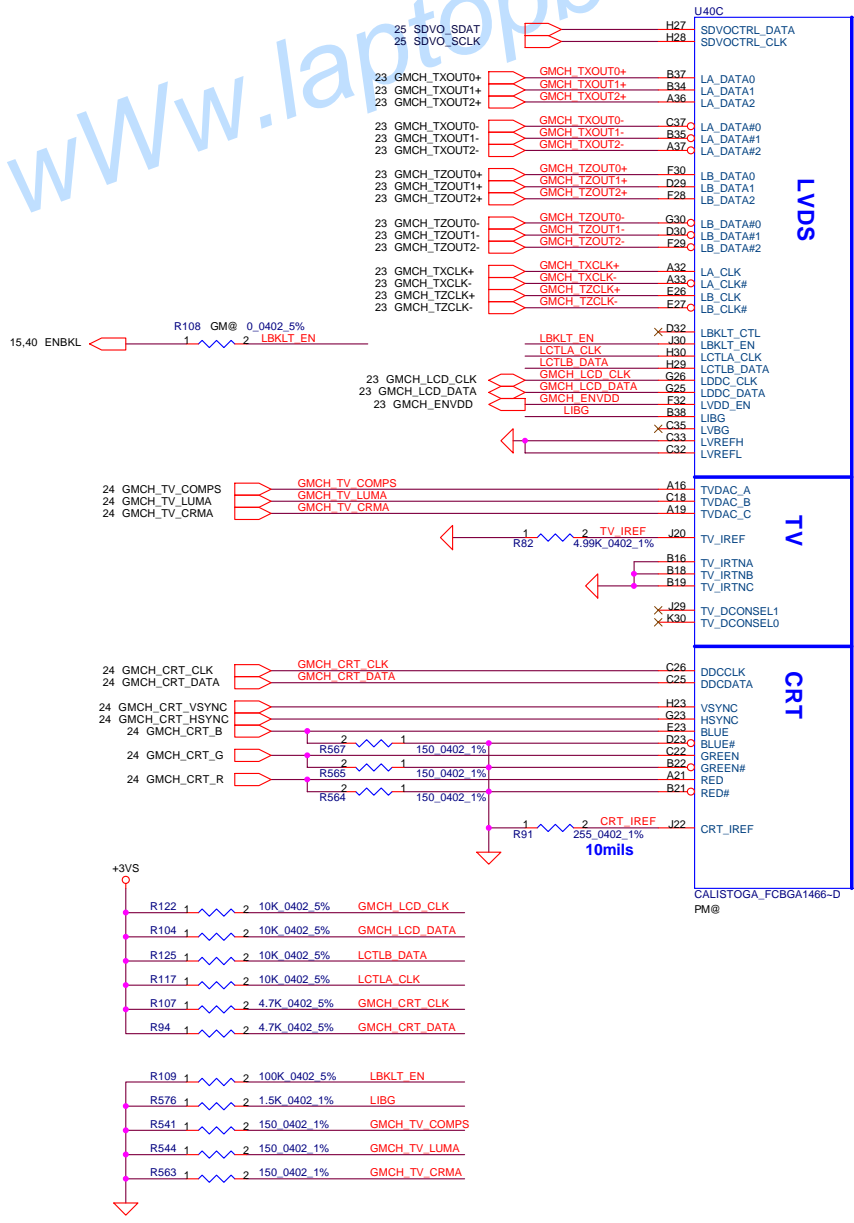 wWw.laptop
U40C
25 SDVO_SDAT H27 SDVOCTRL_DATA
25 SDVO_SCLK H28 SDVOCTRL_CLK
23 GMCH_TXOUT0+ GMCH_TXOUT0+ B37 LA_DATA0
23 GMCH_TXOUT1+ GMCH_TXOUT1+ B34 LA_DATA1
23 GMCH_TXOUT2+ GMCH_TXOUT2+ A36 LA_DATA2
23 GMCH_TXOUT0- GMCH_TXOUT0- C37 LA_DATA#0
23 GMCH_TXOUT1- GMCH_TXOUT1- B35 LA_DATA#1
23 GMCH_TXOUT2- GMCH_TXOUT2- A37 LA_DATA#2
23 GMCH_TZOUT0+ GMCH_TZOUT0+ F30 LB_DATA0
23 GMCH_TZOUT1+ GMCH_TZOUT1+ D29 LB_DATA1
23 GMCH_TZOUT2+ GMCH_TZOUT2+ F28 LB_DATA2
LVDS
23 GMCH_TZOUT0- GMCH_TZOUT0- G30 LB_DATA#0
23 GMCH_TZOUT1- GMCH_TZOUT1- D30 LB_DATA#1
23 GMCH_TZOUT2- GMCH_TZOUT2- F29 LB_DATA#2
23 GMCH_TXCLK+ GMCH_TXCLK+ A32 LA_CLK
23 GMCH_TXCLK- GMCH_TXCLK- A33 LA_CLK#
23 GMCH_TZCLK+ GMCH_TZCLK+ E26 LB_CLK
23 GMCH_TZCLK- GMCH_TZCLK- E27 LB_CLK#
R108 GM@ 0_0402_5% D32 LBKLT_CTL
15,40 ENBKL 1 2 LBKLT_EN LBKLT_EN J30 LBKLT_EN
LCTLA_CLK H30 LCTLA_CLK
LCTLB_DATA H29 LCTLB_DATA
23 GMCH_LCD_CLK GMCH_LCD_CLK G26 LDDC_CLK
23 GMCH_LCD_DATA GMCH_LCD_DATA G25 LDDC_DATA
23 GMCH_ENVDD GMCH_ENVDD F32 LVDD_EN
LIBG B38 LIBG
C35 LVBG
C33 LVREFH
C32 LVREFL
24 GMCH_TV_COMPS GMCH_TV_COMPS A16 TVDAC_A
24 GMCH_TV_LUMA GMCH_TV_LUMA C18 TVDAC_B
24 GMCH_TV_CRMA GMCH_TV_CRMA A19 TVDAC_C
TV
1 2 TV_IREF J20 TV_IREF
R82 4.99K_0402_1%
B16 TV_IRTNA
B18 TV_IRTNB
B19 TV_IRTNC
J29 TV_DCONSEL1
K30 TV_DCONSEL0
24 GMCH_CRT_CLK GMCH_CRT_CLK C26 DDCCLK
24 GMCH_CRT_DATA GMCH_CRT_DATA C25 DDCDATA
CRT
24 GMCH_CRT_VSYNC H23 VSYNC
24 GMCH_CRT_HSYNC G23 HSYNC
24 GMCH_CRT_B E23 BLUE
2 1 D23 BLUE#
R567 150_0402_1%
24 GMCH_CRT_G C22 GREEN
2 1 B22 GREEN#
R565 150_0402_1%
24 GMCH_CRT_R A21 RED
2 1 B21 RED#
R564 150_0402_1%
1 2 CRT_IREF J22 CRT_IREF
R91 255_0402_1%
10mils
CALISTOGA_FCBGA1466~D
PM@
+3VS
R122 1 2 10K_0402_5% GMCH_LCD_CLK
R104 1 2 10K_0402_5% GMCH_LCD_DATA
R125 1 2 10K_0402_5% LCTLB_DATA
R117 1 2 10K_0402_5% LCTLA_CLK
R107 1 2 4.7K_0402_5% GMCH_CRT_CLK
R94 1 2 4.7K_0402_5% GMCH_CRT_DATA
R109 1 2 100K_0402_5% LBKLT_EN
R576 1 2 1.5K_0402_1% LIBG
R541 1 2 150_0402_1% GMCH_TV_COMPS
R544 1 2 150_0402_1% GMCH_TV_LUMA
R563 1 2 150_0402_1% GMCH_TV_CRMA